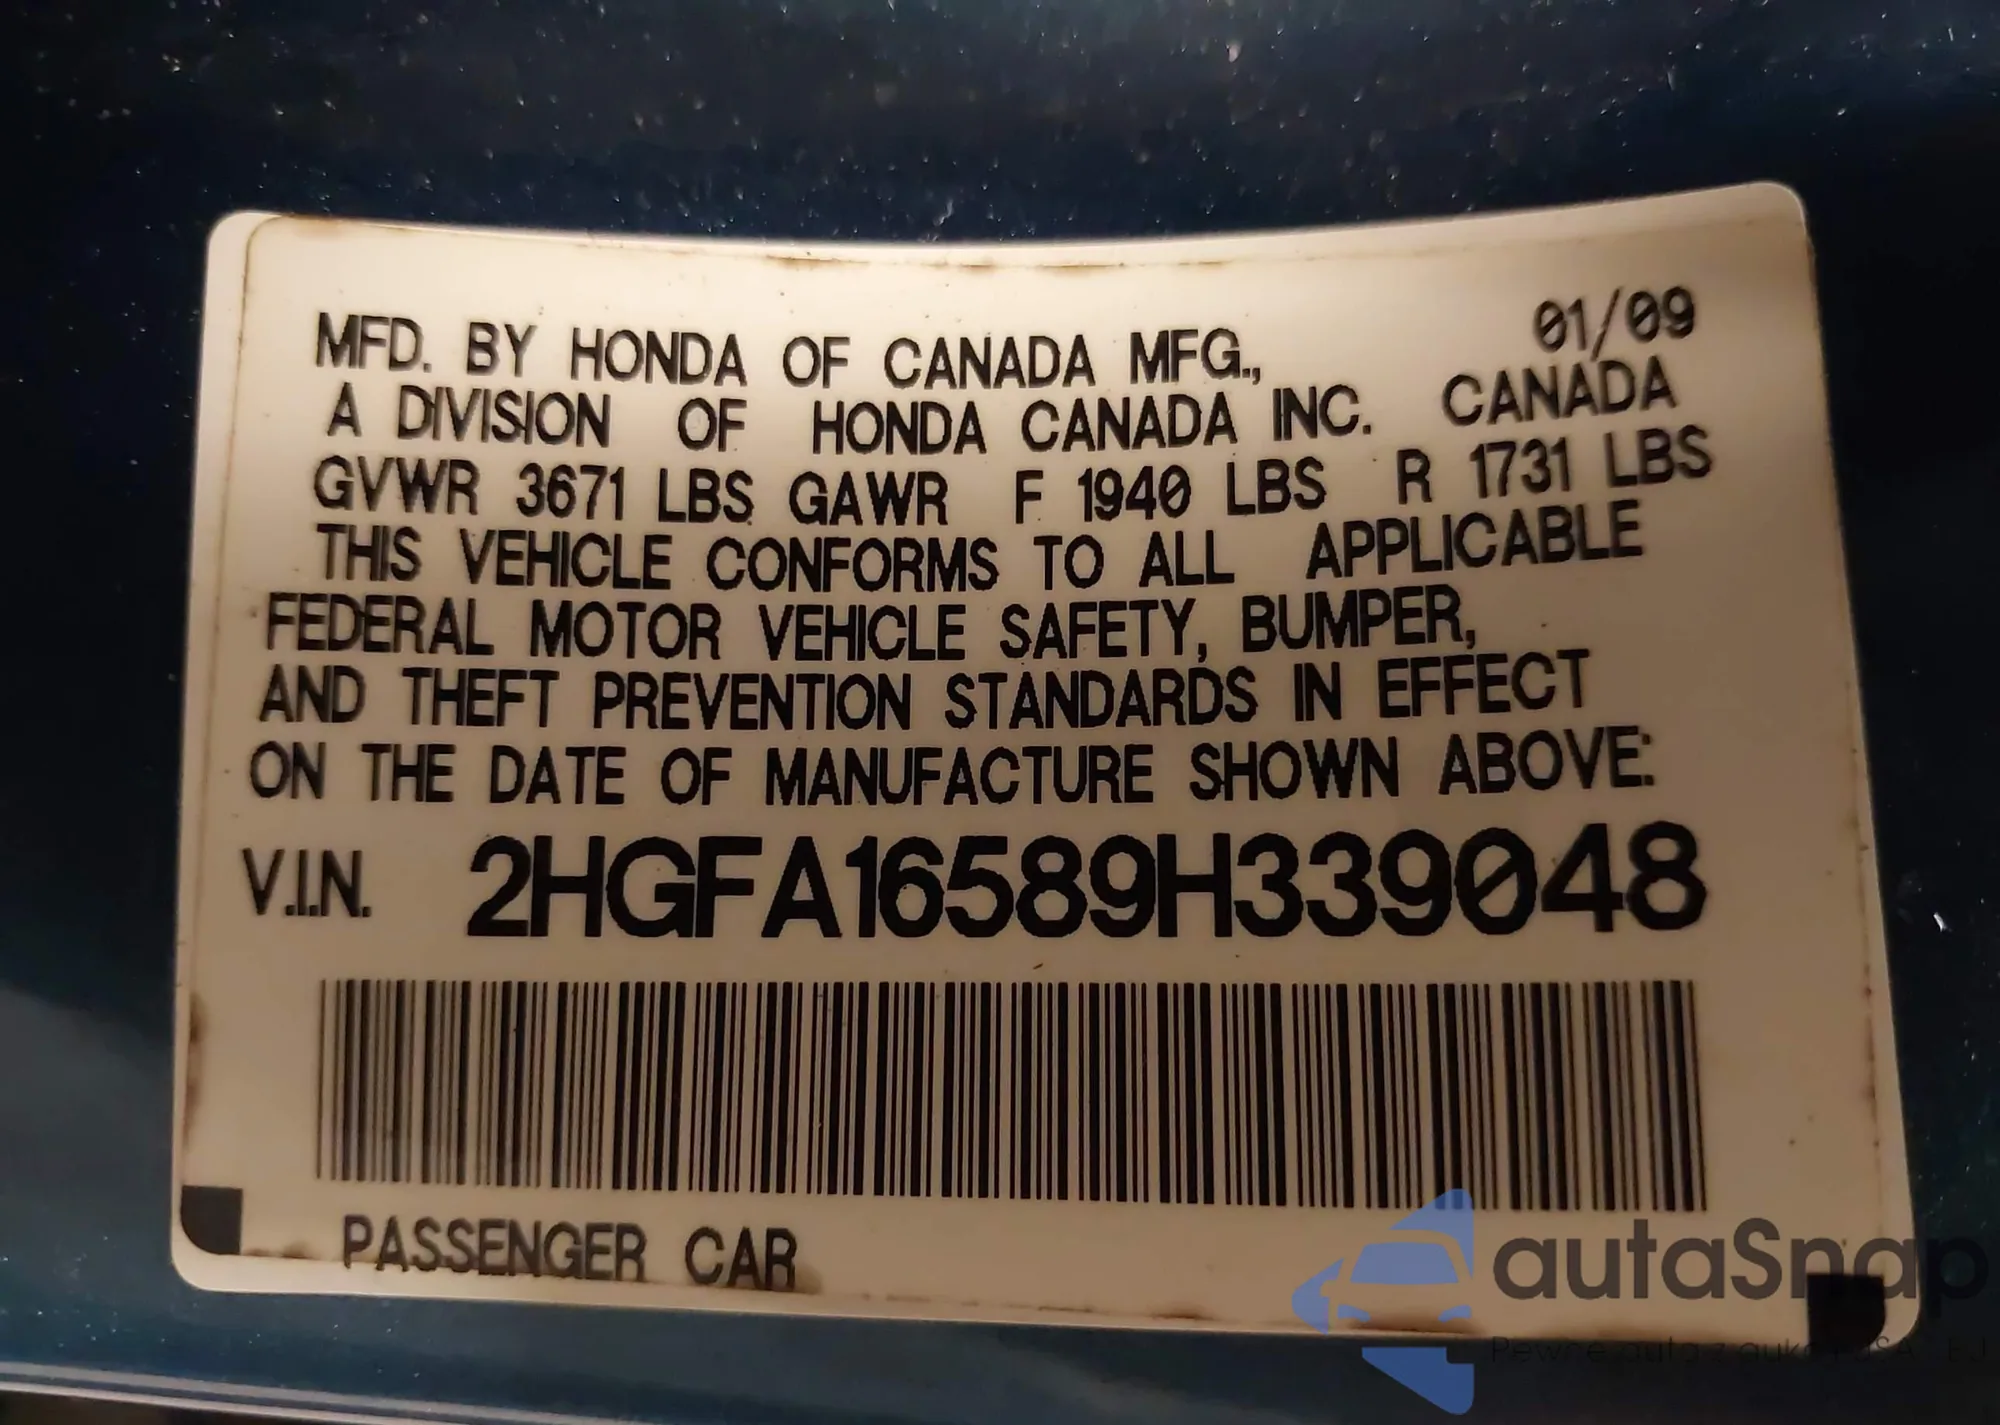 01/09
MFD. BY HONDA OF CANADA MFG.,
A DIVISION OF HONDA CANADA INC. CANADA
GVWR 3671 LBS GAWR F 1940 LBS R 1731 LBS
THIS VEHICLE CONFORMS TO ALL APPLICABLE
FEDERAL MOTOR VEHICLE SAFETY, BUMPER,
AND THEFT PREVENTION STANDARDS IN EFFECT
ON THE DATE OF MANUFACTURE SHOWN ABOVE:
V.I.N. 2HGFA16589H339048
PASSENGER CAR
autaSnap
Pewne auta z